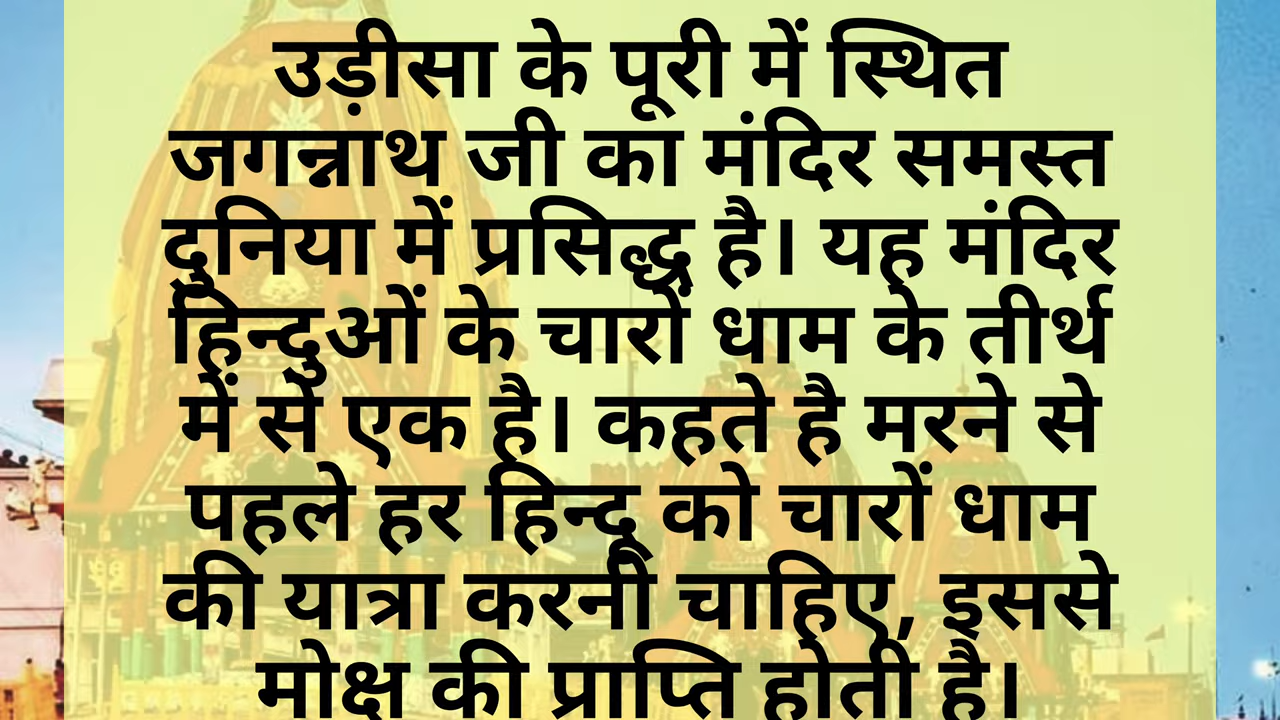 उड़ीसा के पूरी में स्थित
जगन्नाथ जी का मंदिर समस्त
दुनिया में प्रसिद्ध है। यह मंदिर
हिन्दुओं के चारों धाम के तीर्थ
में से एक है। कहते है मरने से
पहले हर हिन्दू को चारों धाम
की यात्रा करनी चाहिए, इससे
मोक्ष की प्राप्ति होती है।